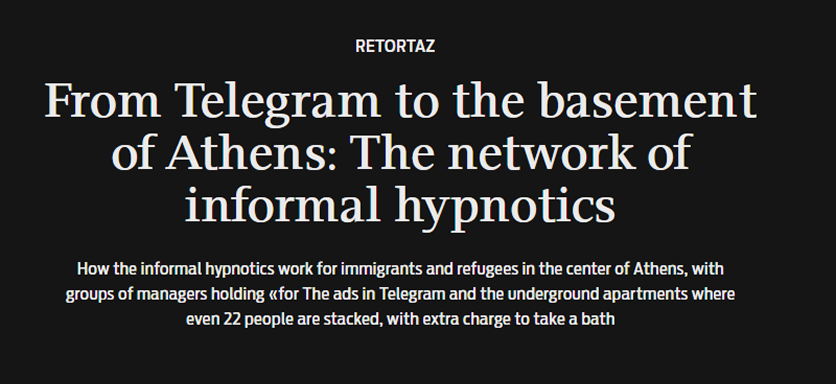 RETORTAZ
From Telegram to the basement
of Athens: The network of
informal hypnotics
How the informal hypnotics work for immigrants and refugees in the center of Athens, with
groups of managers holding «for The ads in Telegram and the underground apartments where
even 22 people are stacked, with extra charge to take a bath